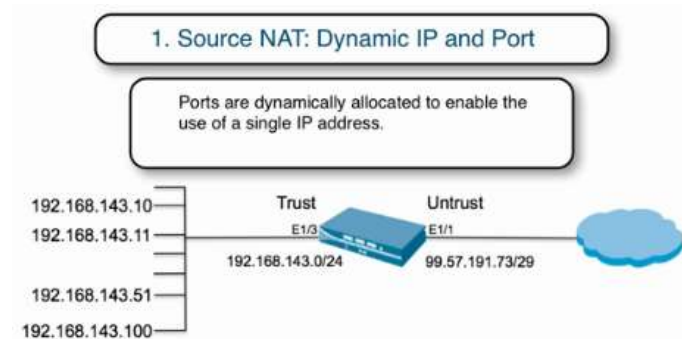 1. Source NAT: Dynamic IP and Port
Ports are dynamically allocated to enable the
use of a single IP address.
192.168.143.10
192.168.143.11
192.168.143.51
192.168.143.100
Trust
Untrust
E1/3
E1/1
192.168.143.0/24
99.57.191.73/29